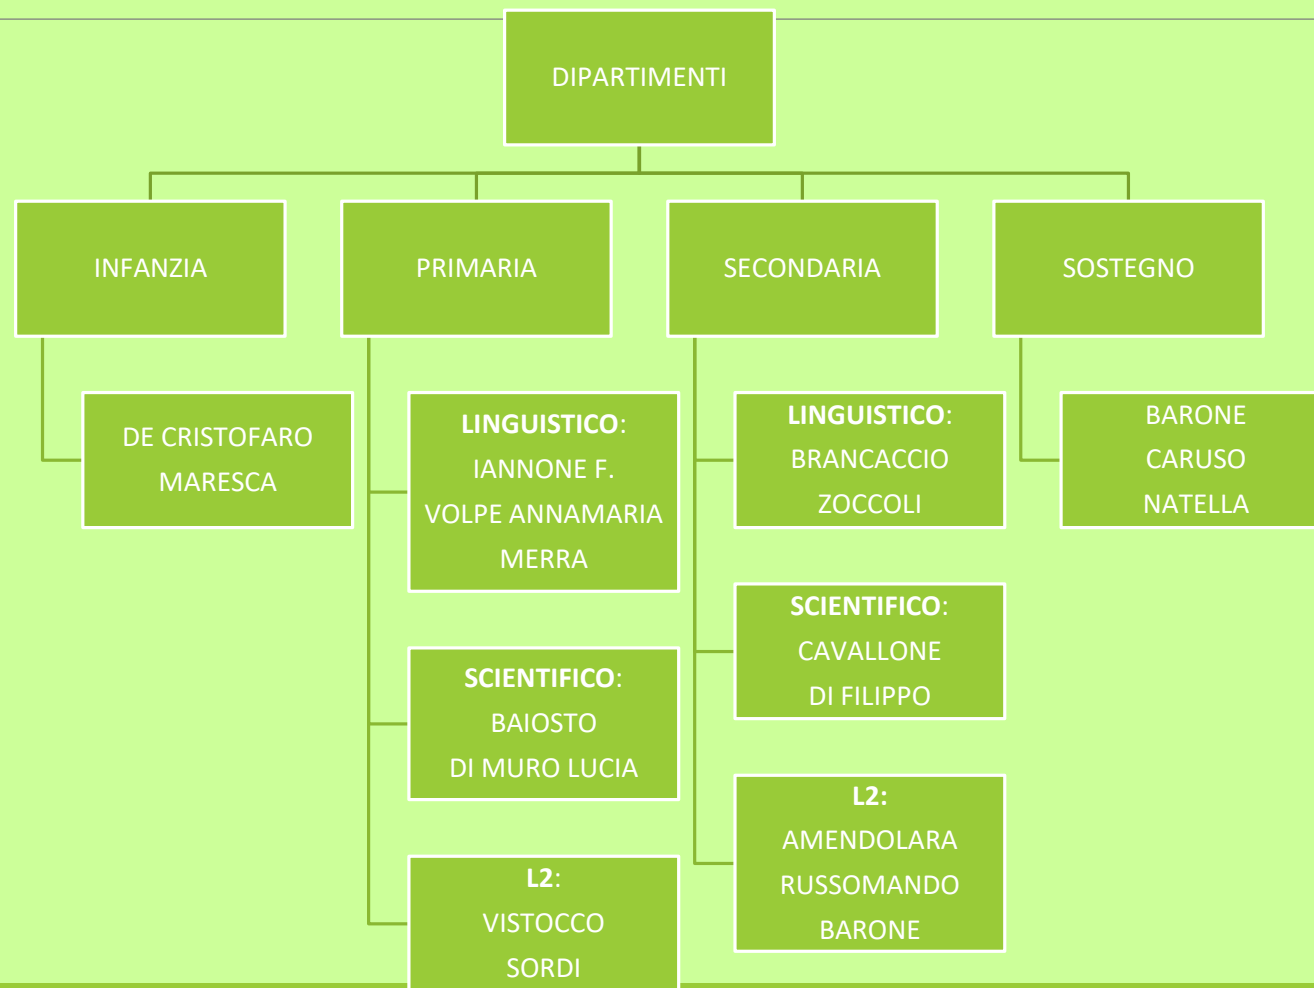 DIPARTIMENTI
INFANZIA
DE CRISTOFARO
MARESCA
PRIMARIA
LINGUISTICO:
IANNONE F.
VOLPE ANNAMARIA
MERRA
SCIENTIFICO:
BAIOSTO
DI MURO LUCIA
L2:
VISTOCCO
SORDI
SECONDARIA
LINGUISTICO:
BRANCACCIO
ZOCCOLI
SCIENTIFICO:
CAVALLONE
DI FILIPPO
L2:
AMENDOLARA
RUSSOMANDO
BARONE
SOSTEGNO
BARONE
CARUSO
NATELLA